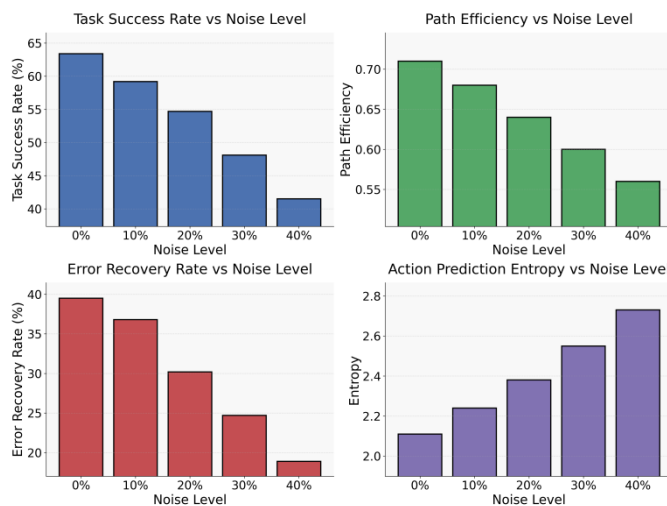 Task Success Rate vs Noise Level
Task Success Rate (%)
65
60
55
50
45
40
0% 10% 20% 30% 40%
Noise Level
Path Efficiency vs Noise Level
Path Efficiency
0.70
0.65
0.60
0.55
0% 10% 20% 30% 40%
Noise Level
Error Recovery Rate vs Noise Level
Error Recovery Rate (%)
40
35
30
25
20
0% 10% 20% 30% 40%
Noise Level
Action Prediction Entropy vs Noise Leve
Entropy
2.8
2.6
2.4
2.2
2.0
0% 10% 20% 30% 40%
Noise Level